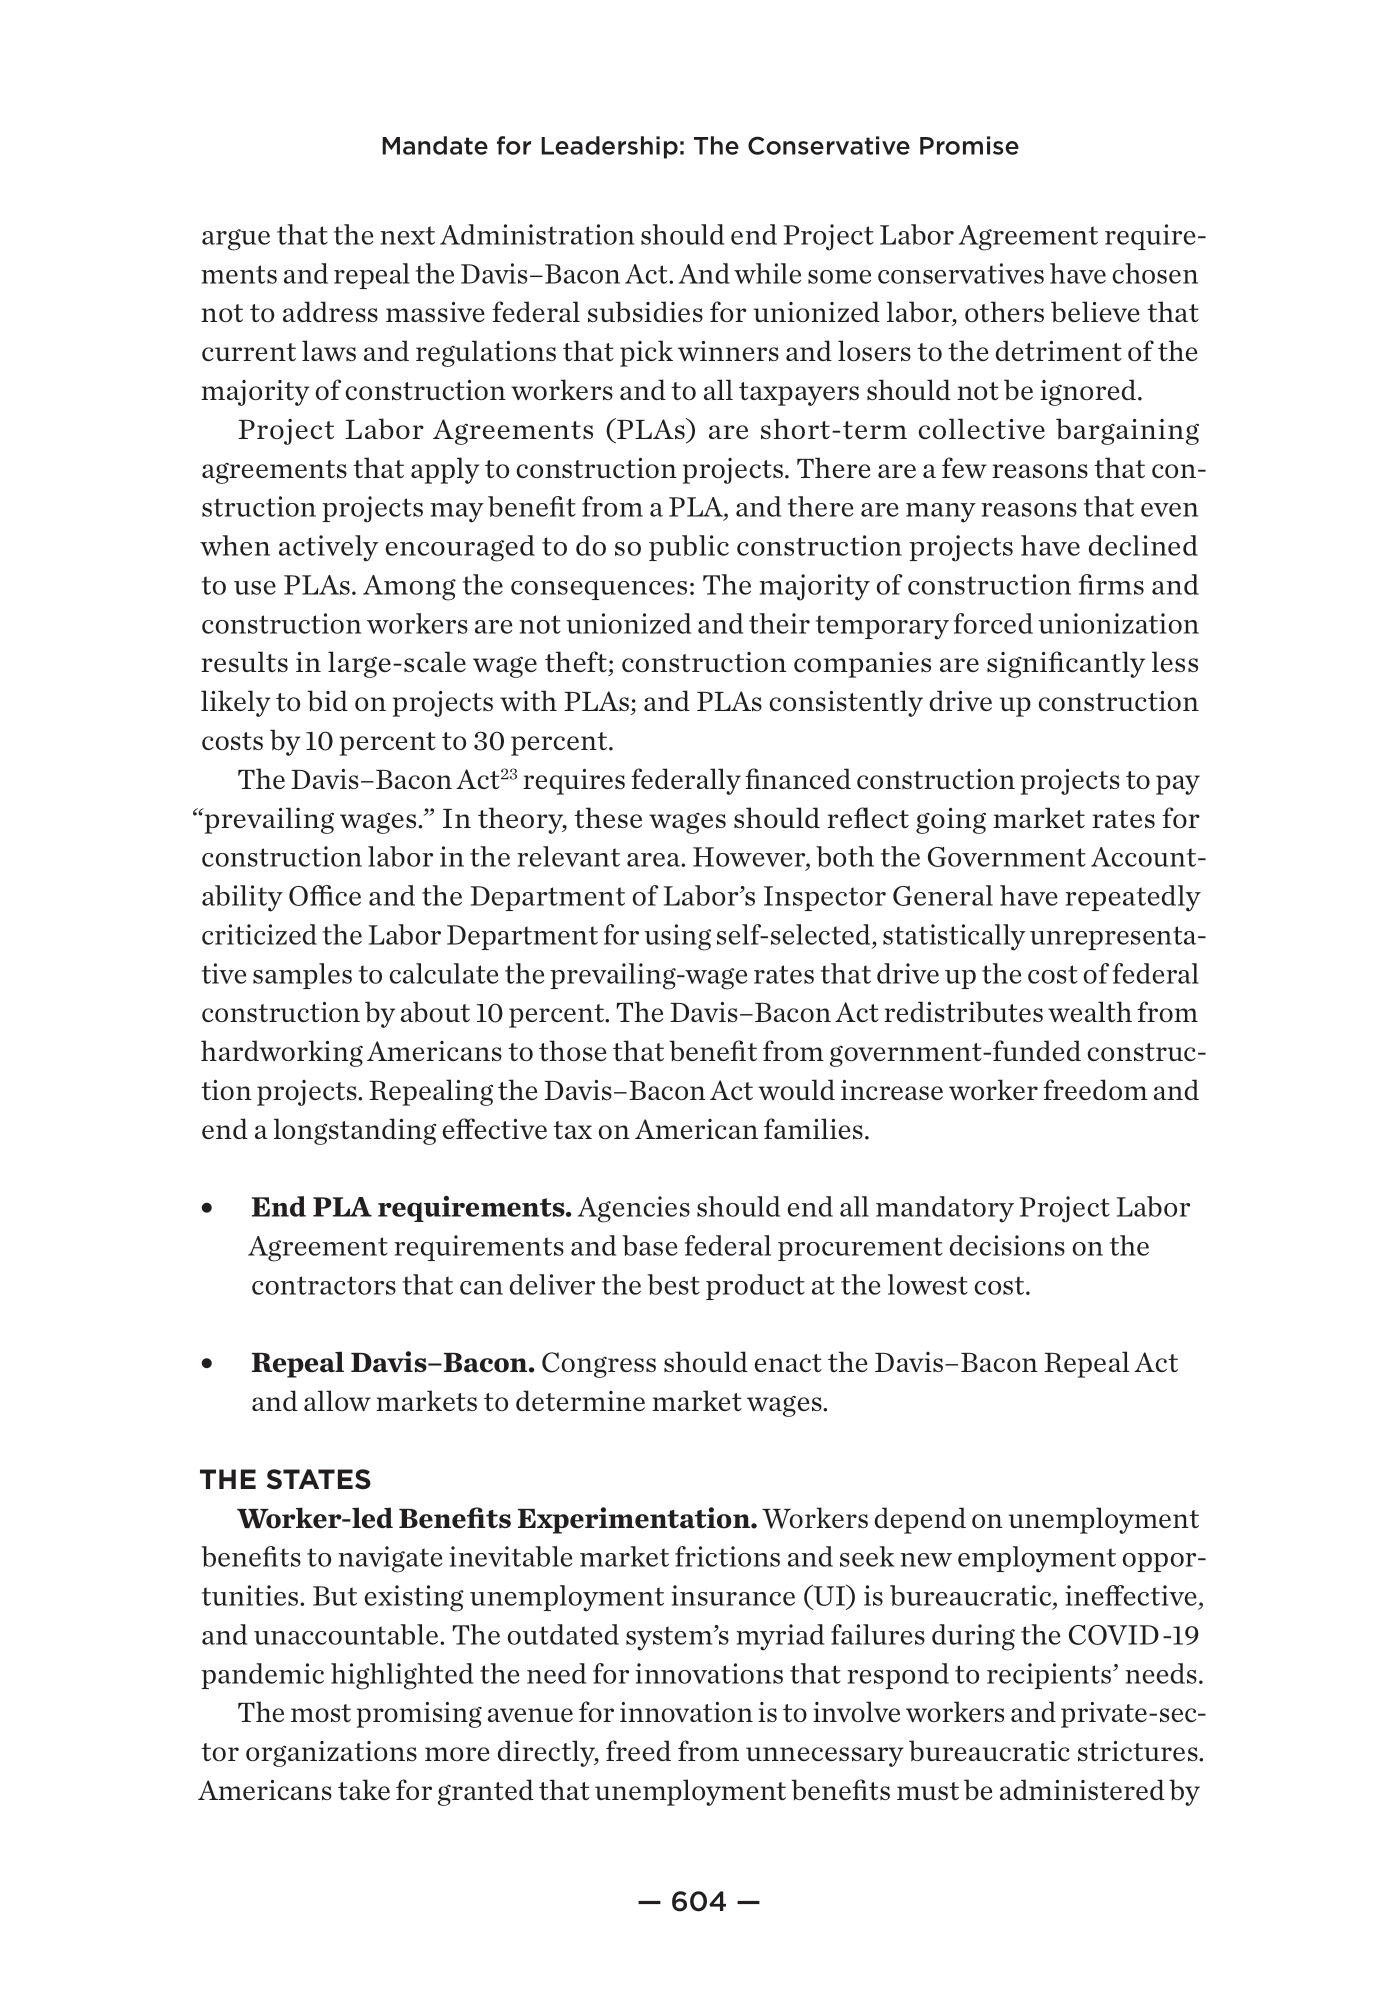 Mandate for Leadership: The Conservative Promise
argue that the next Administration should end Project Labor Agreement require-
ments and repeal the Davis–Bacon Act. And while some conservatives have chosen
not to address massive federal subsidies for unionized labor, others believe that
current laws and regulations that pick winners and losers to the detriment of the
majority of construction workers and to all taxpayers should not be ignored.
Project Labor Agreements (PLAs) are short-term collective bargaining
agreements that apply to construction projects. There are a few reasons that con-
struction projects may benefit from a PLA, and there are many reasons that even
when actively encouraged to do so public construction projects have declined
to use PLAs. Among the consequences: The majority of construction firms and
construction workers are not unionized and their temporary forced unionization
results in large-scale wage theft; construction companies are significantly less
likely to bid on projects with PLAs; and PLAs consistently drive up construction
costs by 10 percent to 30 percent.
The Davis–Bacon Act23 requires federally financed construction projects to pay
“prevailing wages.” In theory, these wages should reflect going market rates for
construction labor in the relevant area. However, both the Government Account-
ability Office and the Department of Labor’s Inspector General have repeatedly
criticized the Labor Department for using self-selected, statistically unrepresenta-
tive samples to calculate the prevailing-wage rates that drive up the cost of federal
construction by about 10 percent. The Davis–Bacon Act redistributes wealth from
hardworking Americans to those that benefit from government-funded construc-
tion projects. Repealing the Davis–Bacon Act would increase worker freedom and
end a longstanding effective tax on American families.
• End PLA requirements. Agencies should end all mandatory Project Labor
Agreement requirements and base federal procurement decisions on the
contractors that can deliver the best product at the lowest cost.
• Repeal Davis–Bacon. Congress should enact the Davis–Bacon Repeal Act
and allow markets to determine market wages.
THE STATES
Worker-led Benefits Experimentation. Workers depend on unemployment
benefits to navigate inevitable market frictions and seek new employment oppor-
tunities. But existing unemployment insurance (UI) is bureaucratic, ineffective,
and unaccountable. The outdated system’s myriad failures during the COVID-19
pandemic highlighted the need for innovations that respond to recipients’ needs.
The most promising avenue for innovation is to involve workers and private-sec-
tor organizations more directly, freed from unnecessary bureaucratic strictures.
Americans take for granted that unemployment benefits must be administered by
— 604 —